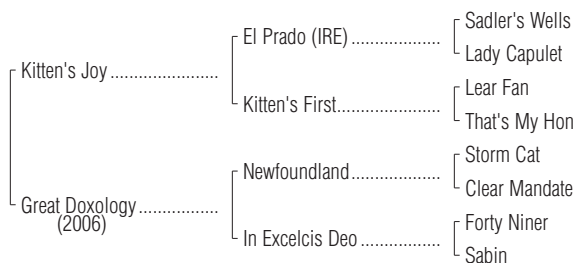 Sadler's Wells
El Prado (IRE) ...................
Lady Capulet
Kitten's Joy .......................
Lear Fan
Kitten's First......................
That's My Hon
Storm Cat
Newfoundland...................
Clear Mandate
Great Doxology .................
(2006)
Forty Niner
In Excelcis Deo .................
Sabin